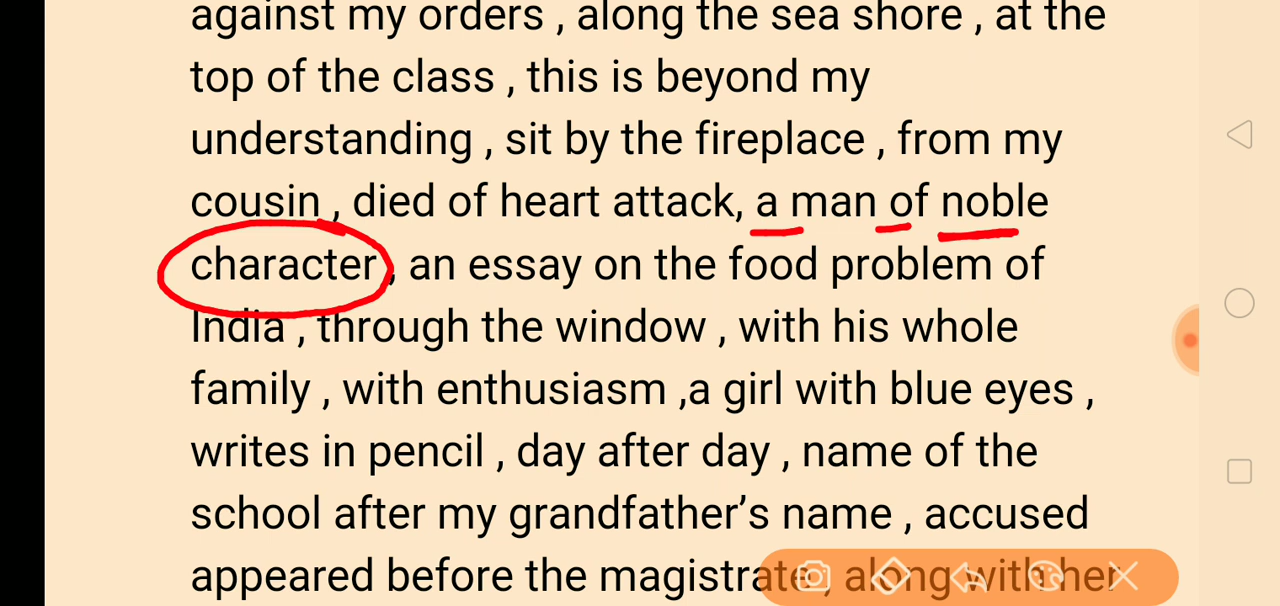 against my orders , along the sea shore , at the
top of the class , this is beyond my
understanding , sit by the fireplace , from my
cousin , died of heart attack, a man of noble
character , an essay on the food problem of
India , through the window , with his whole
family , with enthusiasm ,a girl with blue eyes ,
writes in pencil , day after day , name of the
school after my grandfather’s name , accused
appeared before the magistrate , along with her